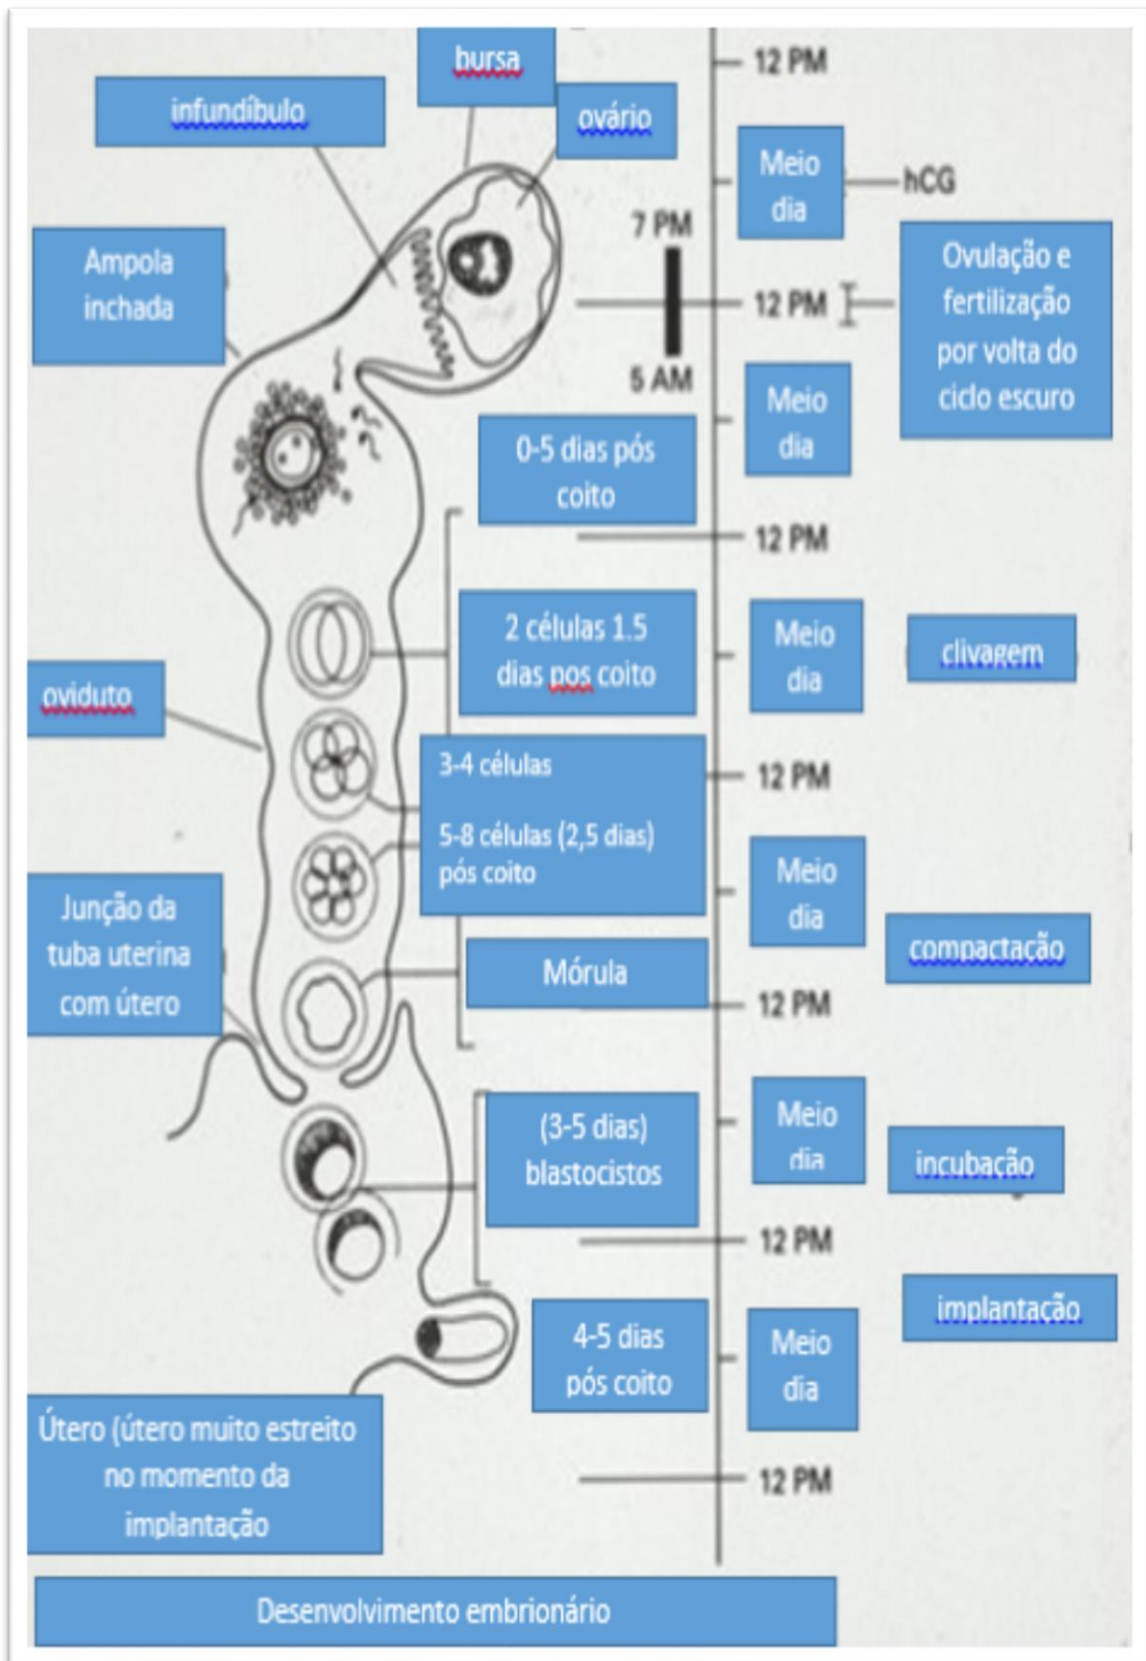 bursa
12 PM
infundíbulo
ovário
Meio
dia
hCG
7 PM
Ampola
inchada
Ovulação e
fertilização
por volta do
ciclo escuro
12 PM
5 AM
Meio
dia
0-5 dias pós
coito
12 PM
2 células 1.5
dias pos coito
Meio
dia
clivagem
oviduto
3-4 células
12 PM
5-8 células (2,5 dias)
pós coito
Meio
dia
Junção da
tuba uterina
com útero
compactação
Mórula
12 PM
(3-5 dias)
blastocistos
Meio
dia
incubação
12 PM
implantação
4-5 dias
pós coito
Meio
dia
Útero (útero muito estreito
no momento da
implantação
12 PM
Desenvolvimento embrionário